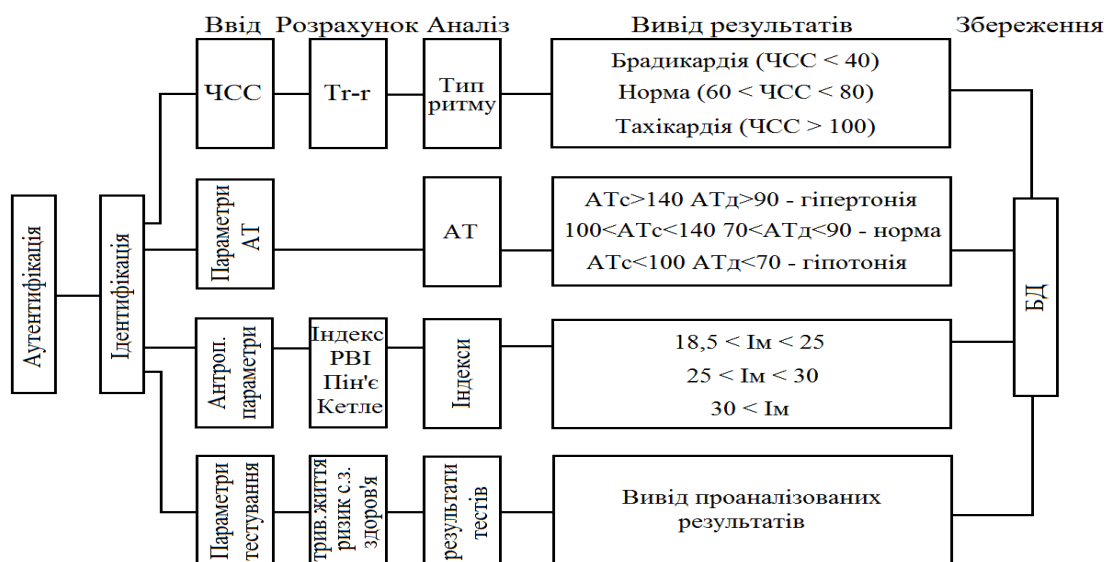 Ввід Розрахунок Аналіз Вивід результатів Збереження
ЧСС
Тr-r
Тип
ритму
Брадикардія (ЧСС < 40)
Норма (60 < ЧСС < 80)
Тахікардія (ЧСС > 100)
Аутентифікація
Ідентифікація
Параметри
АТ
АТ
АТс>140 АТд>90 - гіпертонія
100<АТс<140 70<АТд<90 - норма
АТс<100 АТд<70 - гіпотонія
БД
Антроп.
параметри
Індекс
РВІ
Пін'є
Кетле
Індекси
18,5 < Ім < 25
25 < Ім < 30
30 < Ім
Параметри
тестування
трив.життя
ризик с.з.
здоров'я
результати
тестів
Вивід проаналізованих
результатів